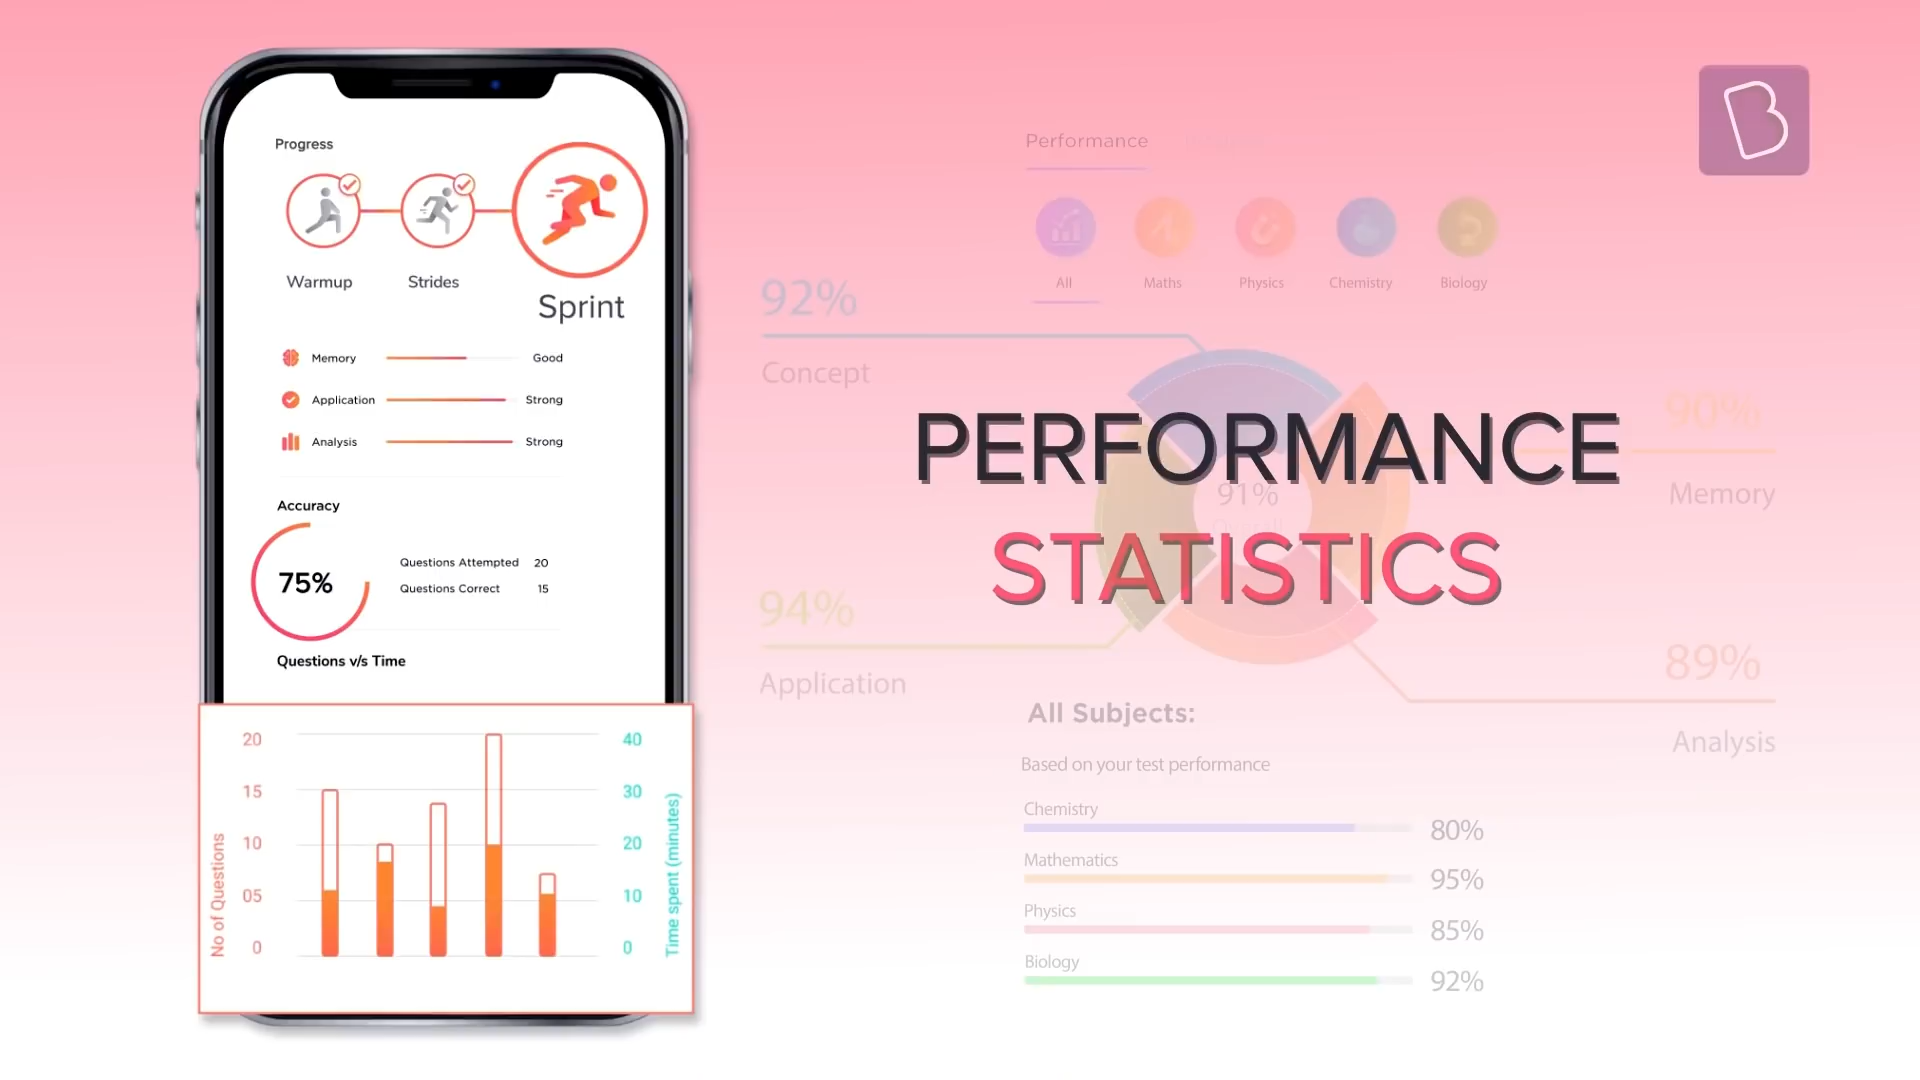 Progress
Warmup
Strides
Sprint
Memory Good
Application Strong
Analysis Strong
Accuracy
75%
Questions Attempted 20
Questions Correct 15
Questions v/s Time
No of Questions
20
15
10
05
0
40
30
20
10
0
Time spent (minutes)
B
Performance
All
Maths
Physics
Chemistry
Biology
92%
Concept
90%
Memory
91%
Overall
PERFORMANCE
STATISTICS
94%
Application
89%
Analysis
All Subjects:
Based on your test performance
Chemistry
80%
Mathematics
95%
Physics
85%
Biology
92%